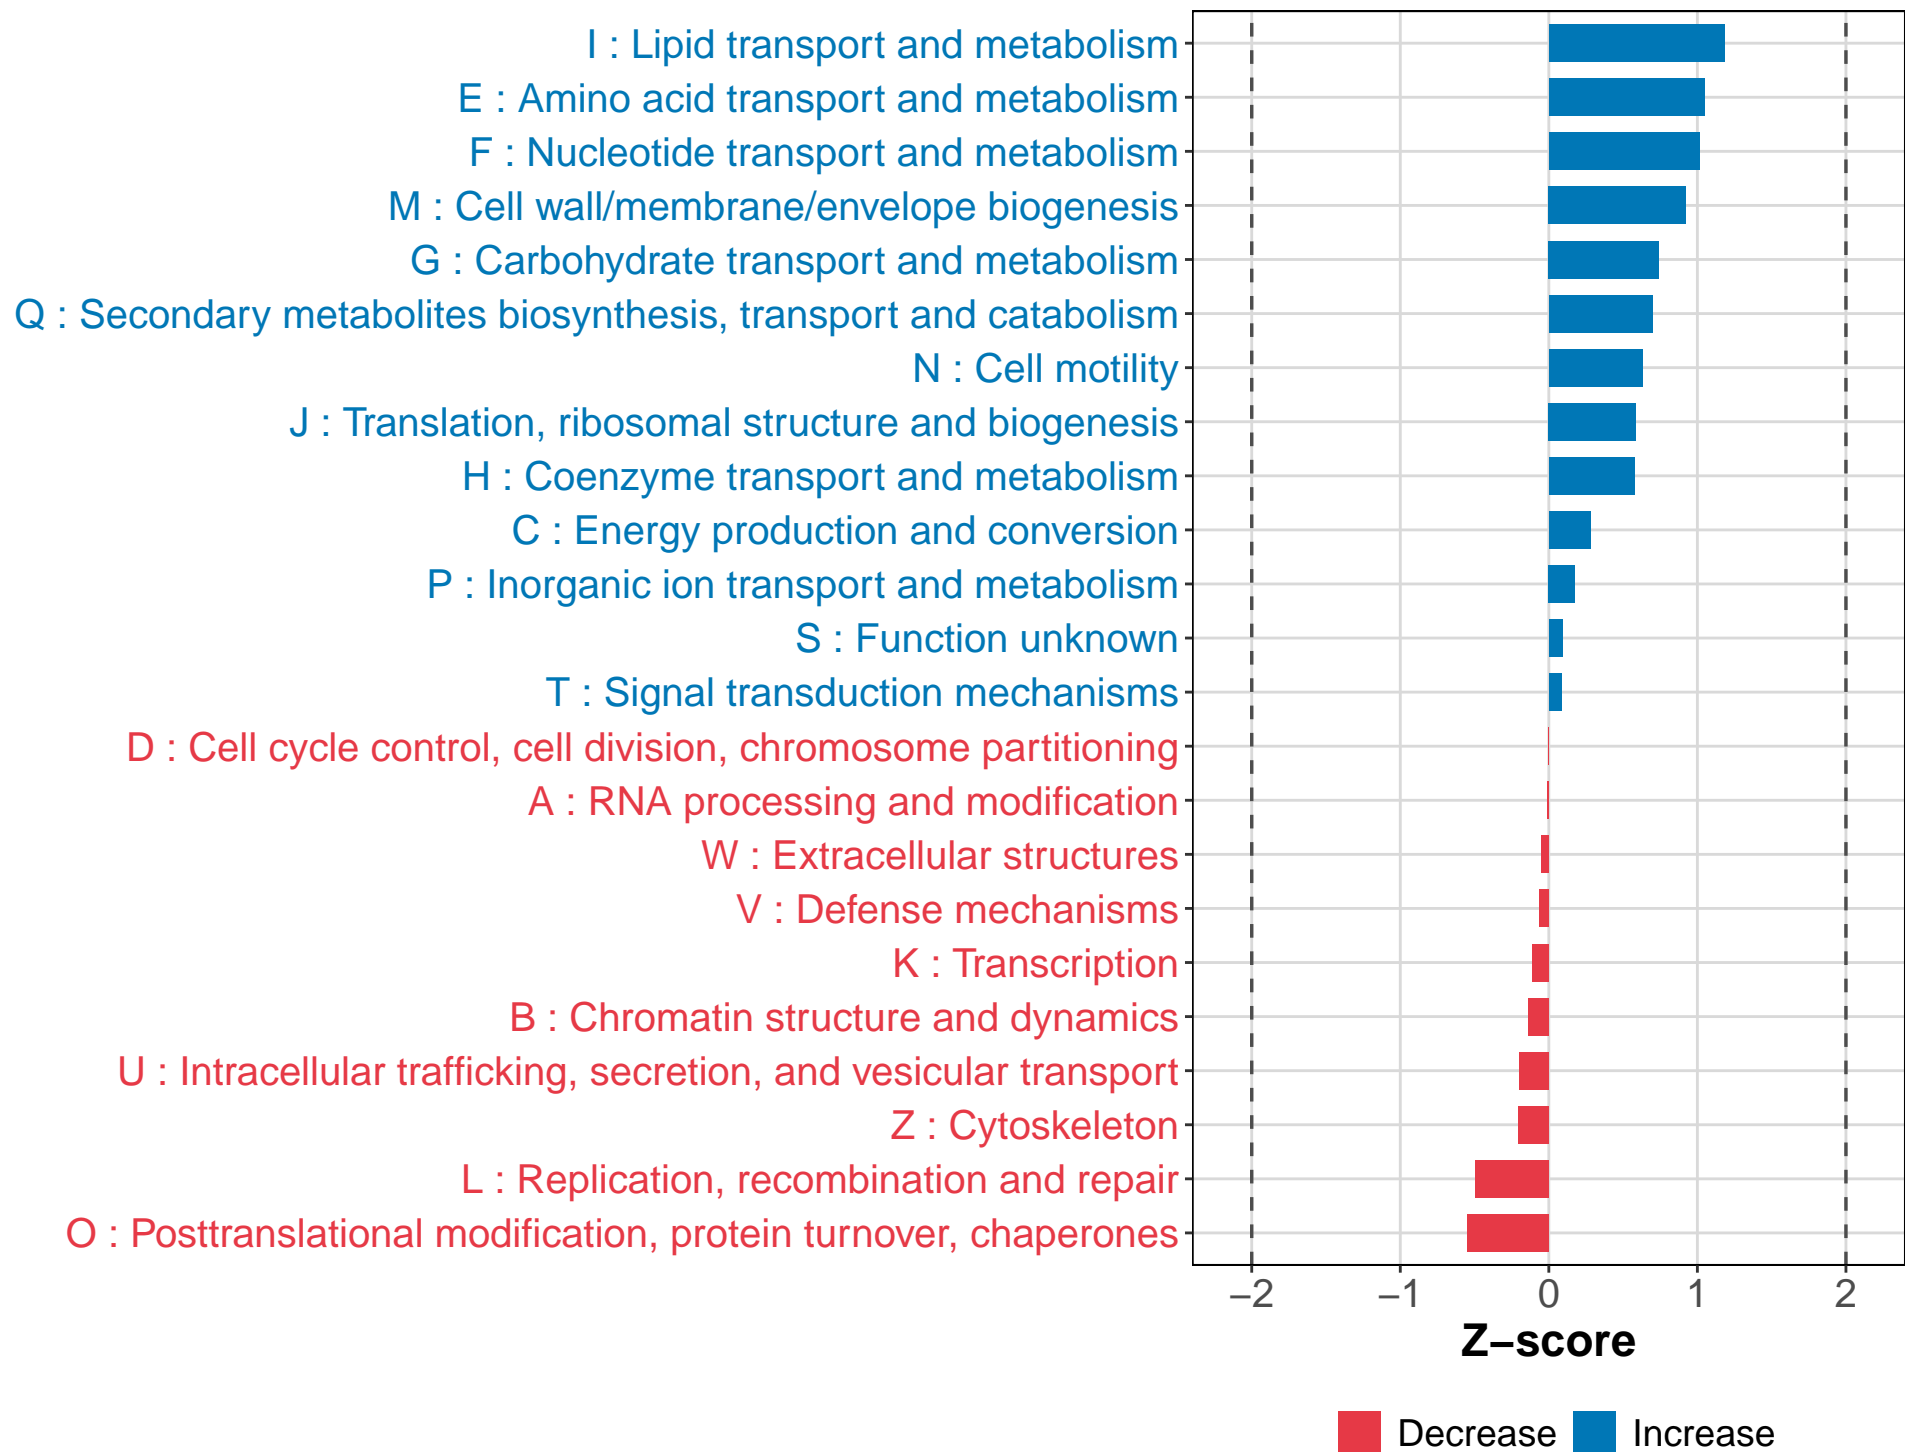 I : Lipid transport and metabolism
E : Amino acid transport and metabolism
F : Nucleotide transport and metabolism
M : Cell wall/membrane/envelope biogenesis
G : Carbohydrate transport and metabolism
Q : Secondary metabolites biosynthesis, transport and catabolism
N : Cell motility
J : Translation, ribosomal structure and biogenesis
H : Coenzyme transport and metabolism
C : Energy production and conversion
P : Inorganic ion transport and metabolism
S : Function unknown
T : Signal transduction mechanisms
D : Cell cycle control, cell division, chromosome partitioning
A : RNA processing and modification
W : Extracellular structures
V : Defense mechanisms
K : Transcription
B : Chromatin structure and dynamics
U : Intracellular trafficking, secretion, and vesicular transport
Z : Cytoskeleton
L : Replication, recombination and repair
O : Posttranslational modification, protein turnover, chaperones
−2 −1 0 1 2
Z−score
Decrease Increase